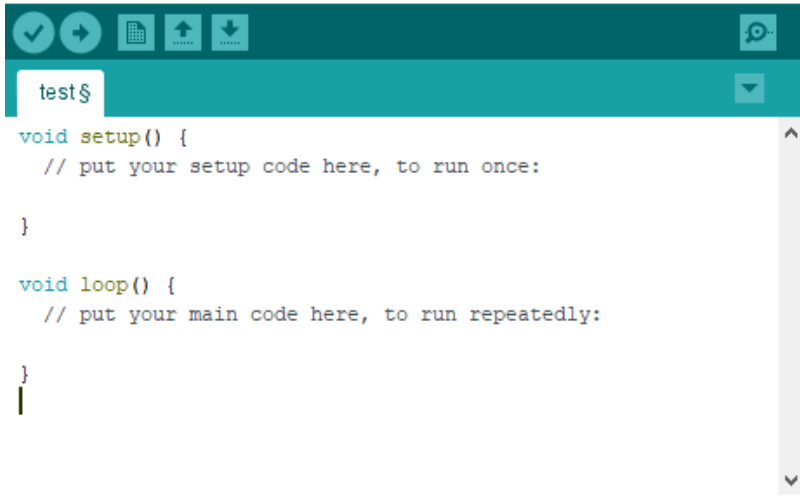 test §
void setup() {
  // put your setup code here, to run once:
}
void loop() {
  // put your main code here, to run repeatedly:
}